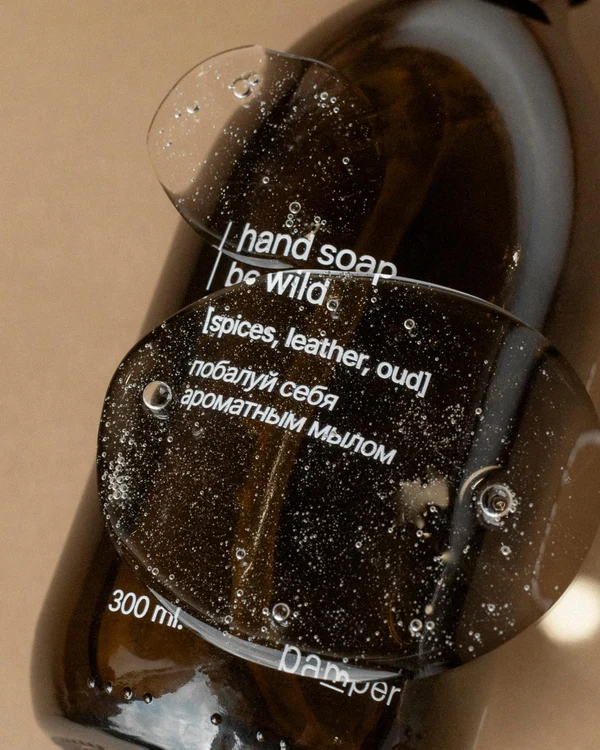 hand soap
be wild
[spices, leather, oud]
побалуй себя
ароматным мылом
300 ml.
pamper